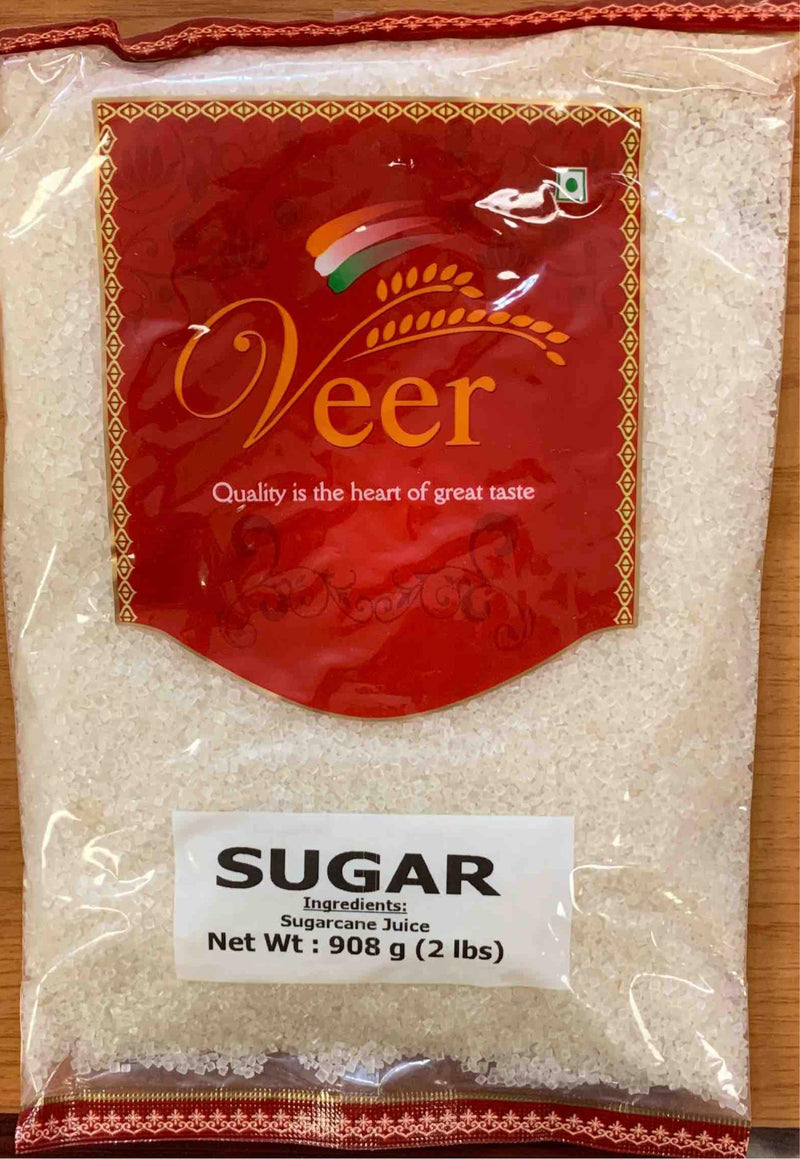 Veer
Quality is the heart of great taste
SUGAR
Ingredients:
Sugarcane Juice
Net Wt : 908 g (2 lbs)